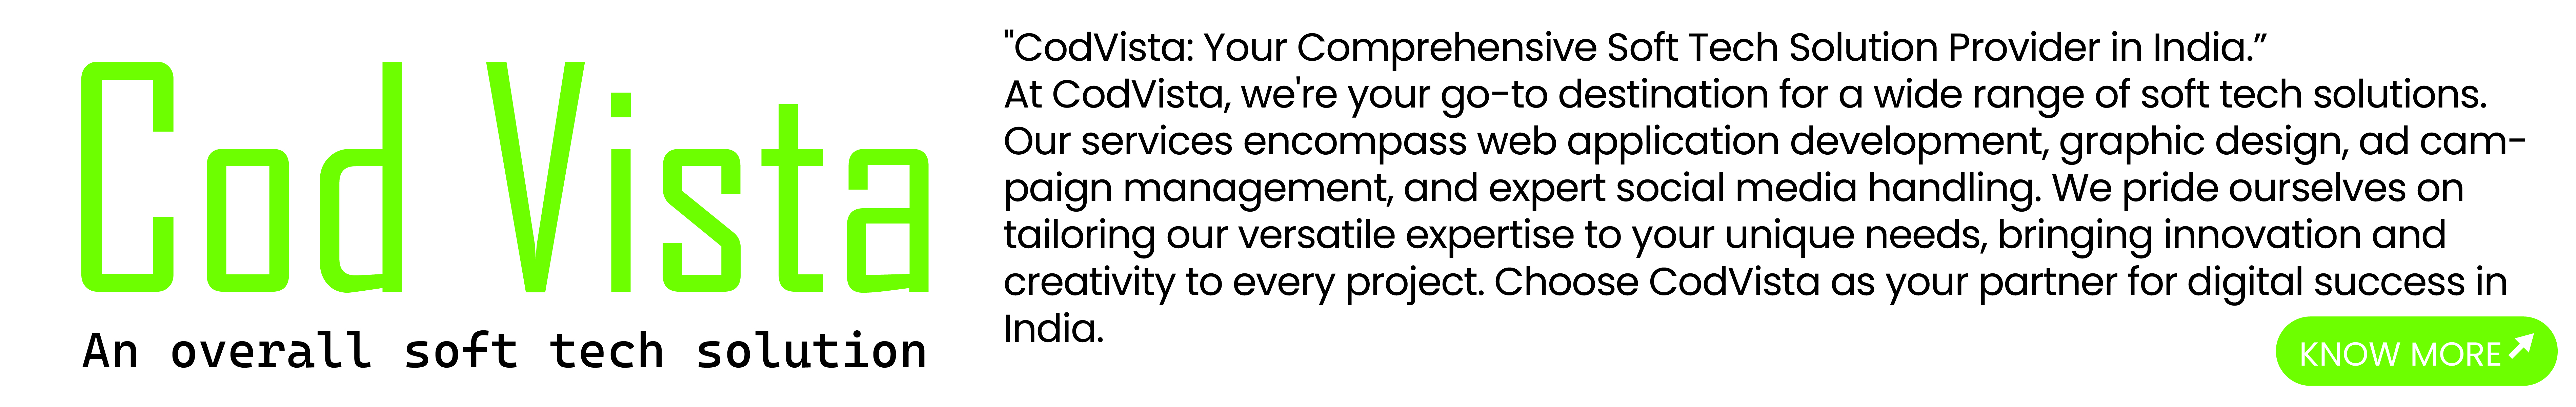 Cod Vista
An overall soft tech solution
"CodVista: Your Comprehensive Soft Tech Solution Provider in India.”
At CodVista, we're your go-to destination for a wide range of soft tech solutions.
Our services encompass web application development, graphic design, ad cam-
paign management, and expert social media handling. We pride ourselves on
tailoring our versatile expertise to your unique needs, bringing innovation and
creativity to every project. Choose CodVista as your partner for digital success in
India.
KNOW MORE